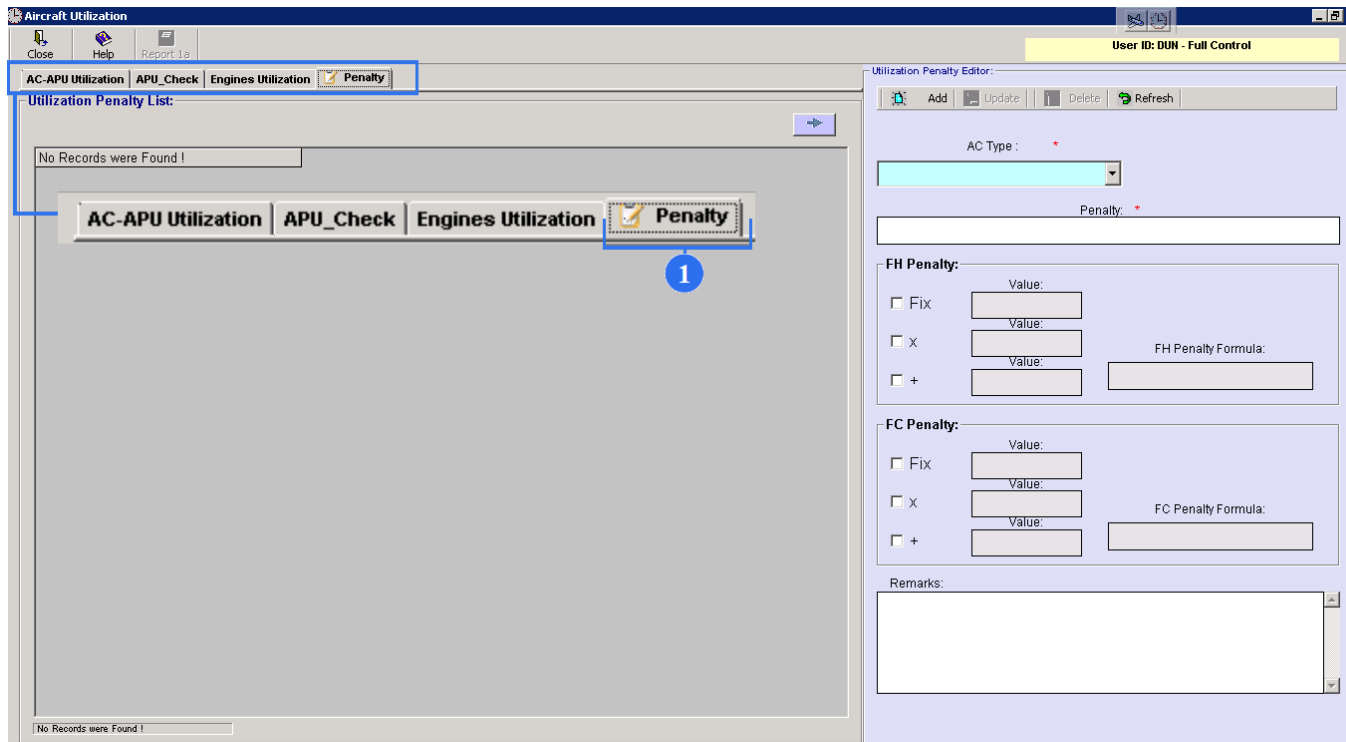 Aircraft Utilization
Close Help Report 1a
User ID: DUN - Full Control
AC-APU Utilization APU_Check Engines Utilization Penalty
Utilization Penalty List:
No Records were Found !
AC-APU Utilization APU_Check Engines Utilization Penalty
1
No Records were Found !
Utilization Penalty Editor:
Add Update Delete Refresh
AC Type : *
Penalty: *
FH Penalty:
Value:
Fix
Value:
x
Value:
+
FH Penalty Formula:
FC Penalty:
Value:
Fix
Value:
x
Value:
+
FC Penalty Formula:
Remarks: